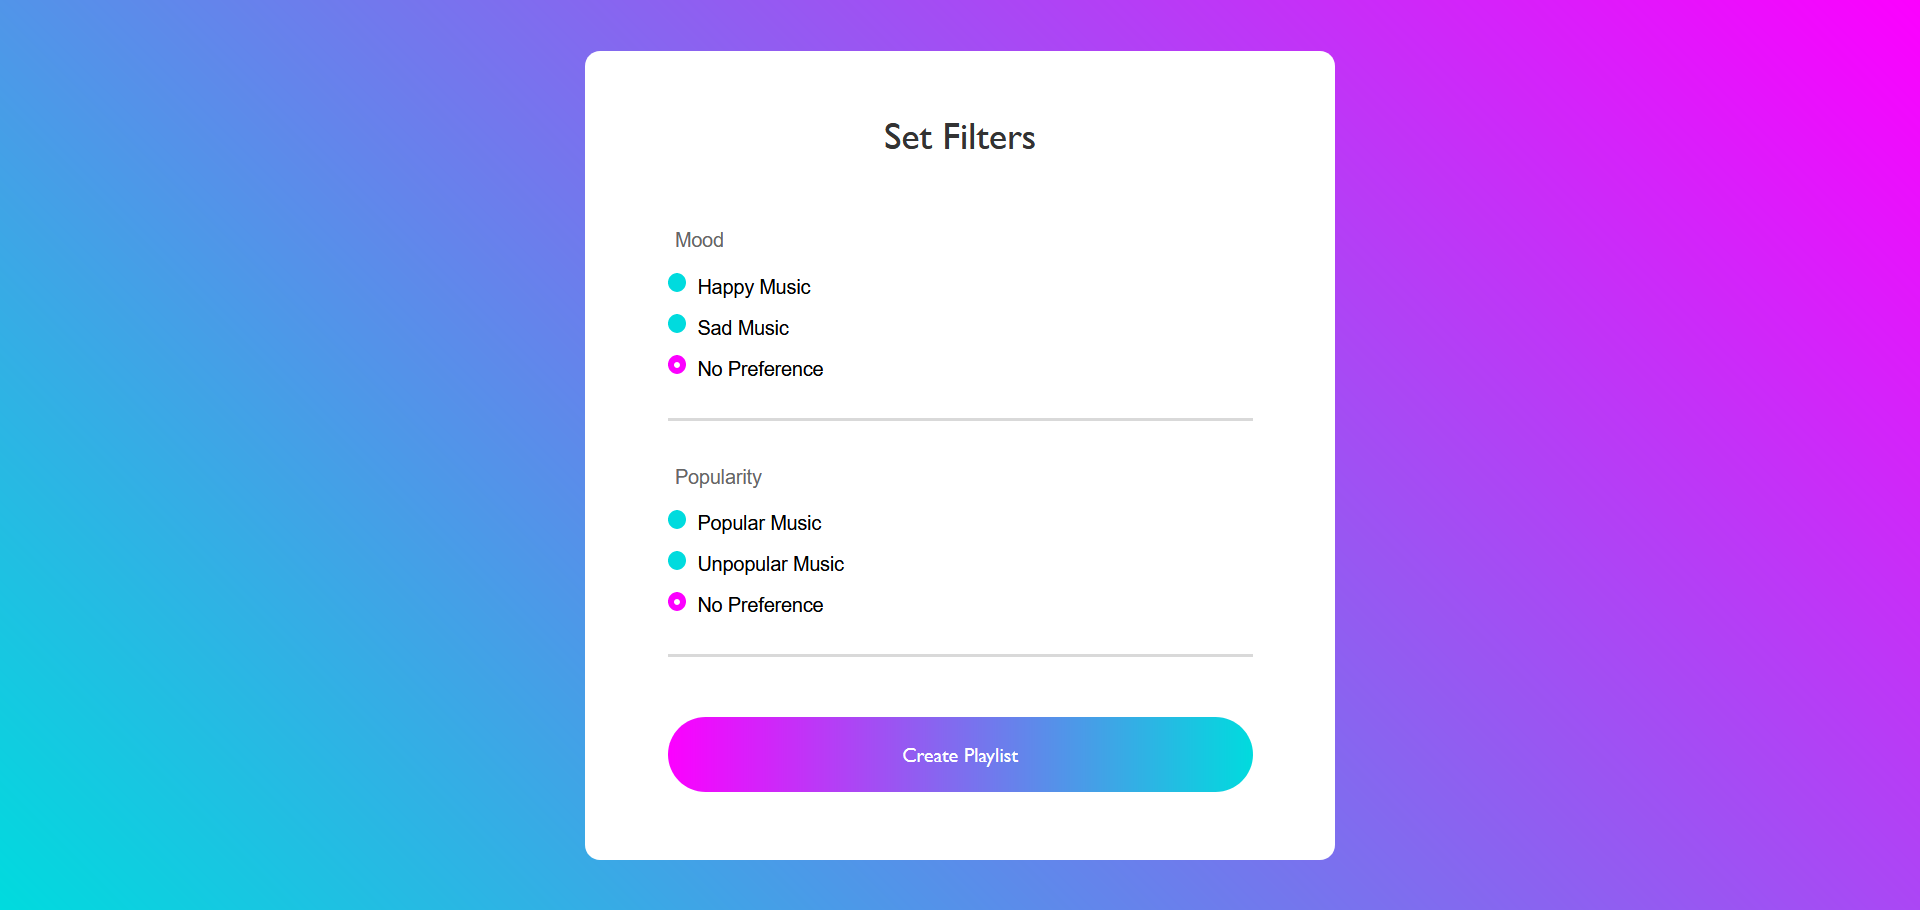 Set Filters
Mood
Happy Music
Sad Music
No Preference
Popularity
Popular Music
Unpopular Music
No Preference
Create Playlist